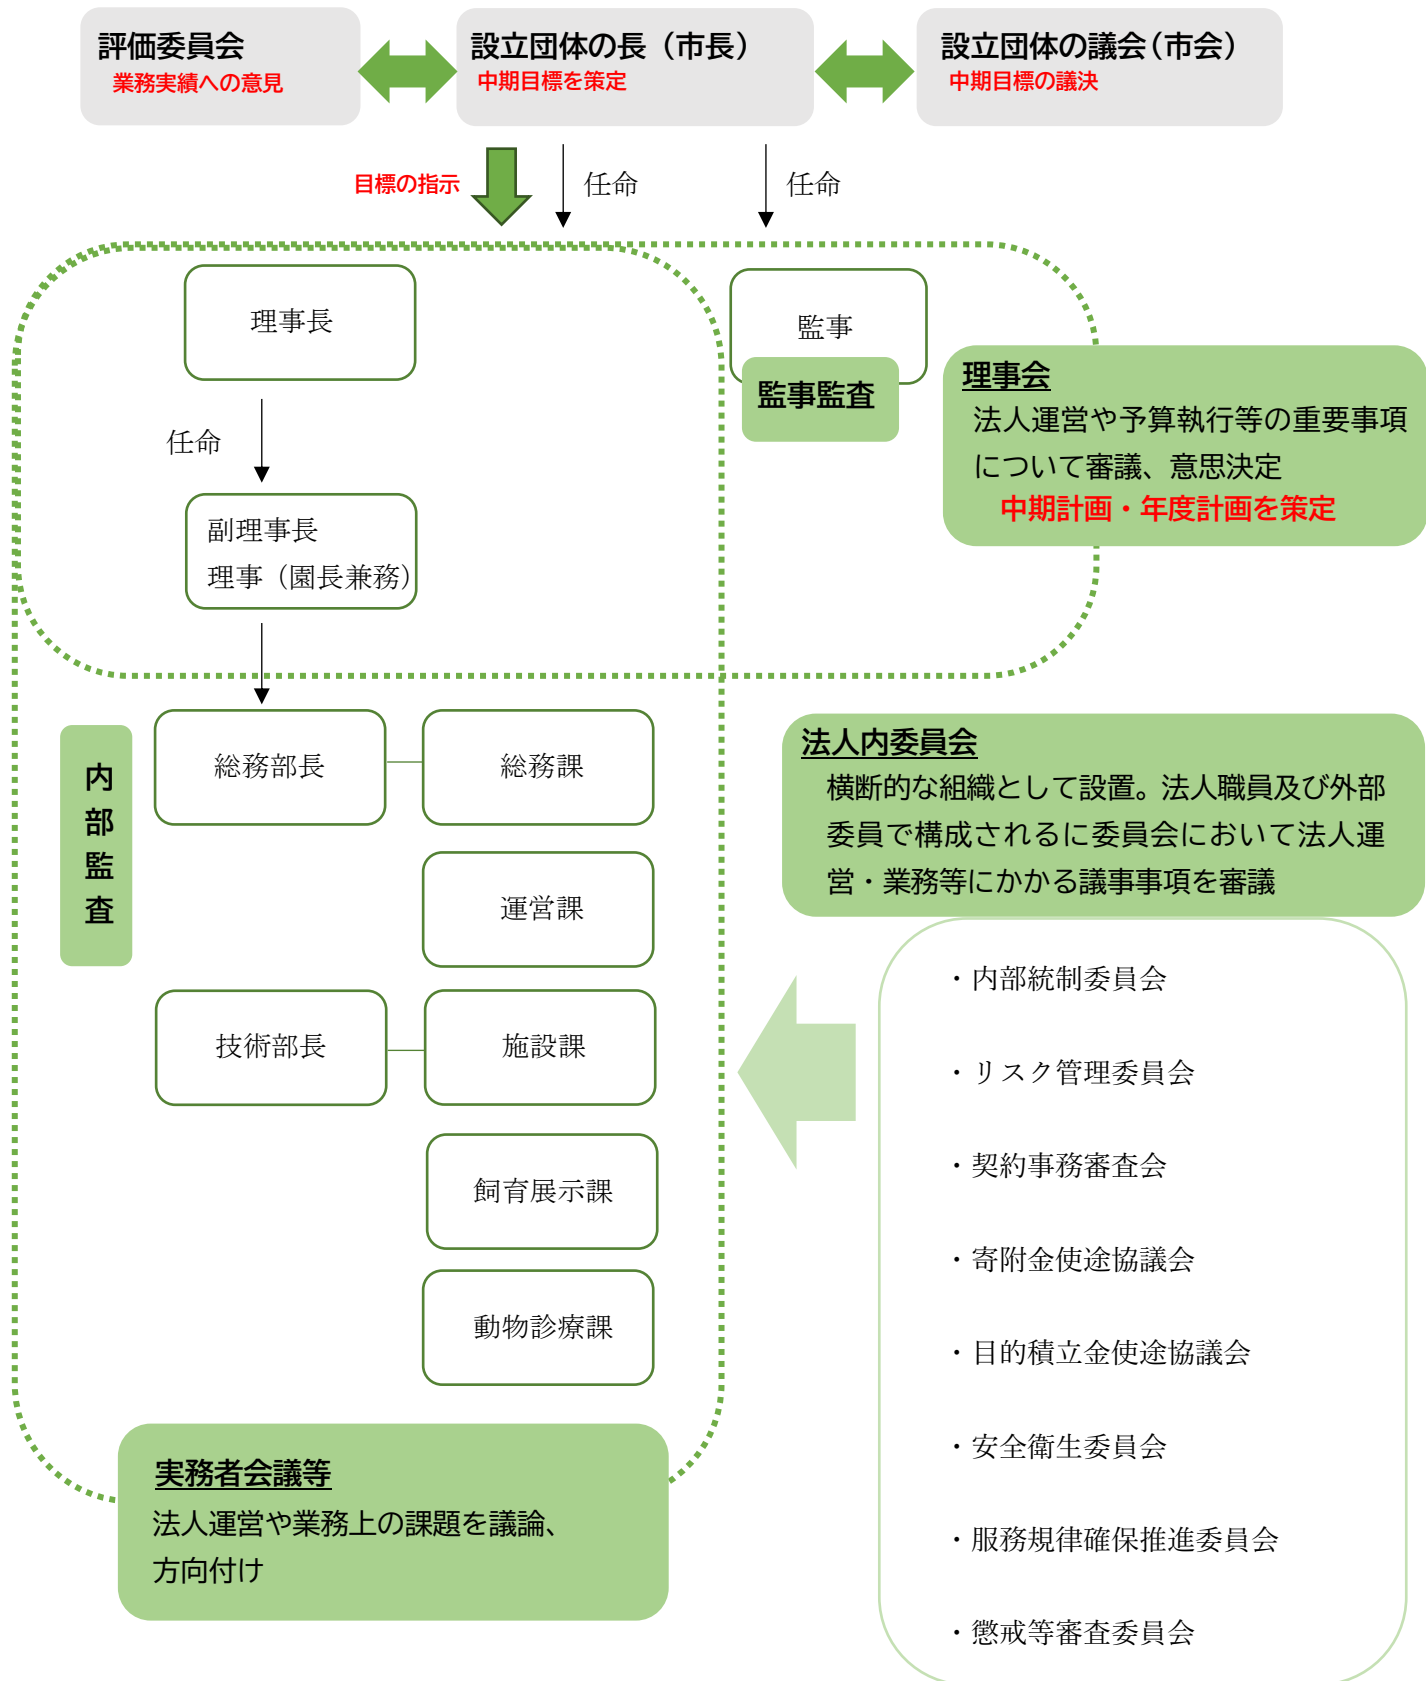 評価委員会
業務実績への意見
設立団体の長（市長）
中期目標を策定
設立団体の議会（市会）
中期目標の議決
目標の指示
任命
任命
理事長
監事
監事監査
理事会
法人運営や予算執行等の重要事項
について審議、意思決定
中期計画・年度計画を策定
任命
副理事長
理事（園長兼務）
内部監査
総務部長
総務課
運営課
技術部長
施設課
飼育展示課
動物診療課
法人内委員会
横断的な組織として設置。法人職員及び外部
委員で構成されるに委員会において法人運
営・業務等にかかる議事事項を審議
・内部統制委員会
・リスク管理委員会
・契約事務審査会
・寄附金使途協議会
・目的積立金使途協議会
・安全衛生委員会
・服務規律確保推進委員会
・懲戒等審査委員会
実務者会議等
法人運営や業務上の課題を議論、
方向付け